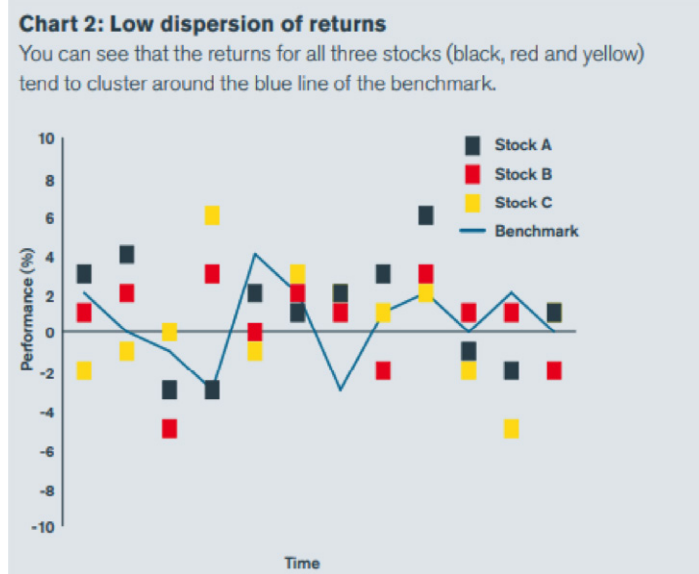 Chart 2: Low dispersion of returns
You can see that the returns for all three stocks (black, red and yellow)
tend to cluster around the blue line of the benchmark.
10
8
6
4
2
0
-2
-4
-6
-8
-10
Performance (%)
Stock A
Stock B
Stock C
Benchmark
Time